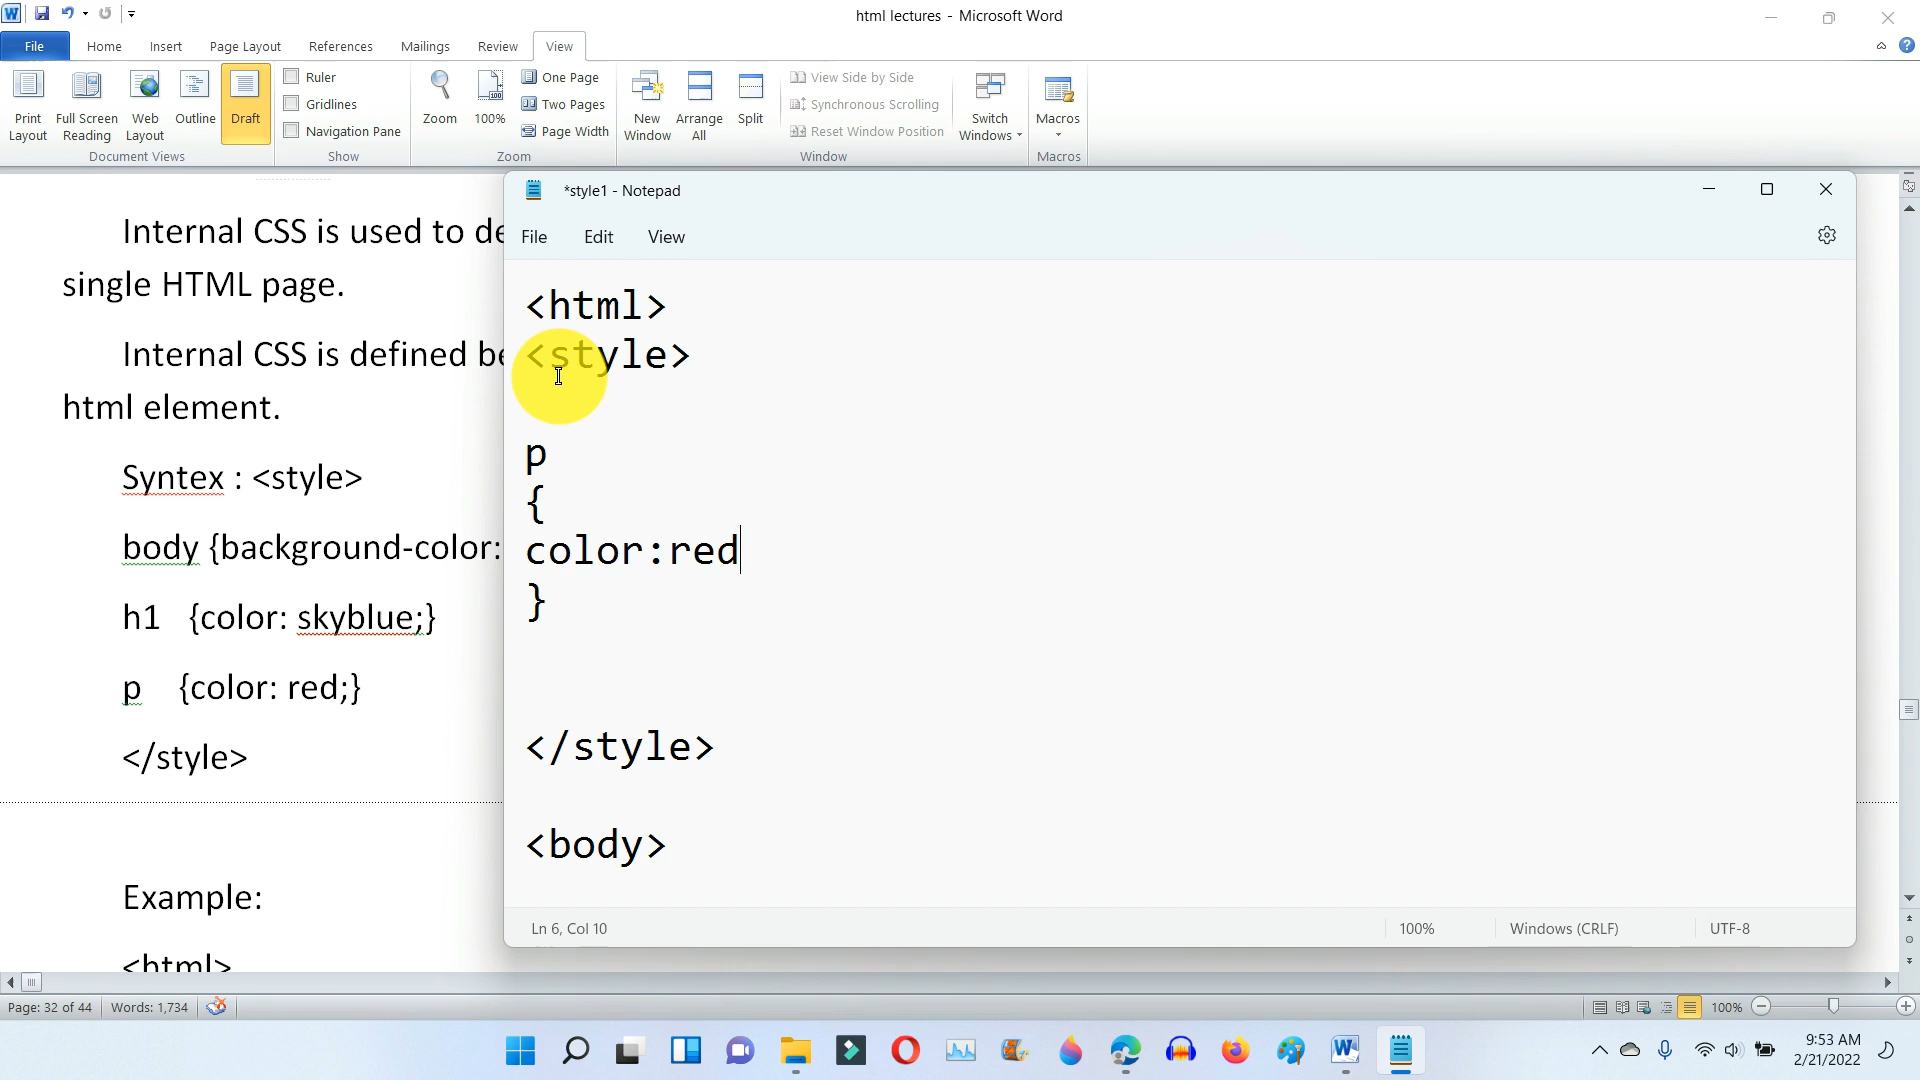 html lectures - Microsoft Word
File Home Insert Page Layout References Mailings Review View
Print Layout
Full Screen Reading
Web Layout
Outline
Draft
Document Views
Ruler
Gridlines
Navigation Pane
Show
Zoom
100%
One Page
Two Pages
Page Width
Zoom
New Window
Arrange All
Split
View Side by Side
Synchronous Scrolling
Reset Window Position
Window
Switch Windows
Macros
Macros
Internal CSS is used to de
single HTML page.
Internal CSS is defined be
html element.
Syntex : <style>
body {background-color:
h1 {color: skyblue;}
p {color: red;}
</style>
Example:
<html>
*style1 - Notepad
File Edit View
<html>
<style>
p
{
color:red
}
</style>
<body>
Ln 6, Col 10 100% Windows (CRLF) UTF-8
Page: 32 of 44 Words: 1,734 100%
9:53 AM
2/21/2022